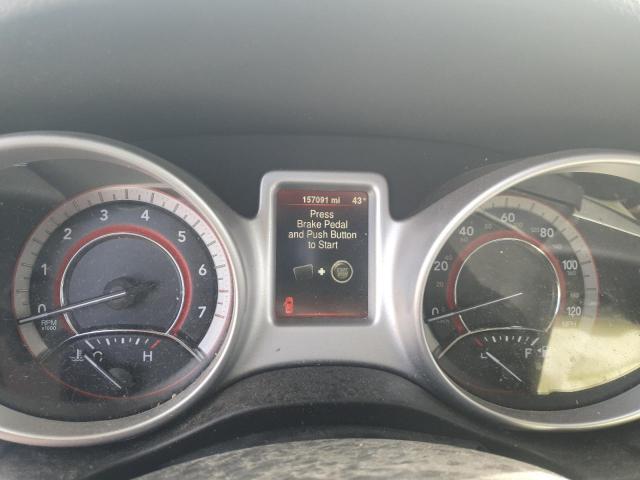 157091 mi 43°
Press
Brake Pedal
and Push Button
to Start
+
0 1 2 3 4 5 6 7
RPM
x1000
C H
0 20 40 60 80 100 120
MPH
F